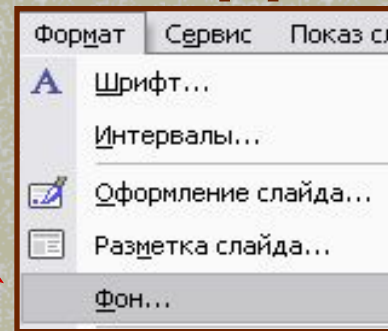 Формат Сервис Показ сл
Шрифт...
Интервалы...
Оформление слайда...
Разметка слайда...
Фон...